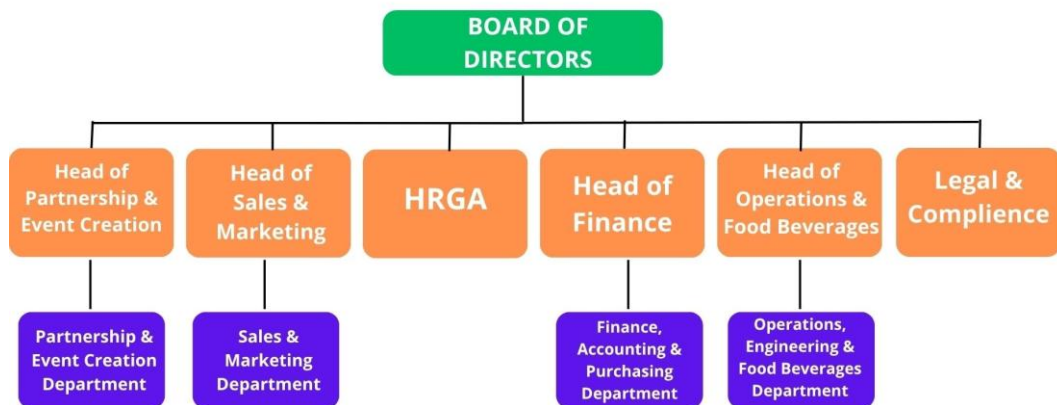 BOARD OF
DIRECTORS
Head of
Partnership &
Event Creation
Head of
Sales &
Marketing
HRGA
Head of
Finance
Head of
Operations &
Food Beverages
Legal &
Complience
Partnership &
Event Creation
Department
Sales &
Marketing
Department
Finance,
Accounting &
Purchasing
Department
Operations,
Engineering &
Food Beverages
Department